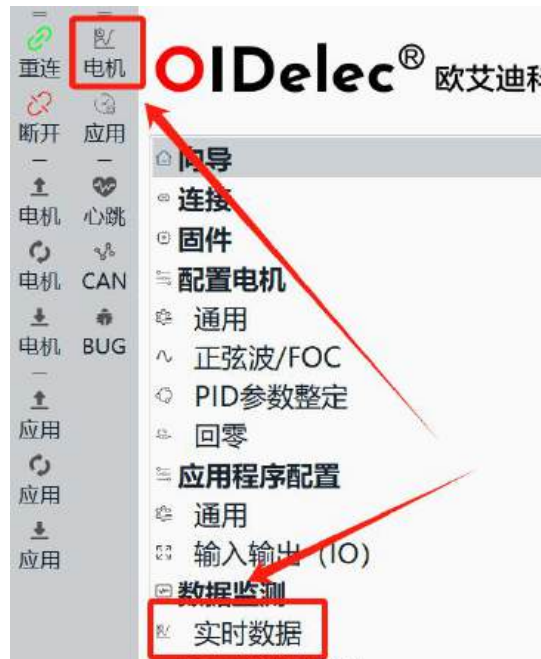 重连
断开
电机
电机
电机
应用
应用
应用
电机
应用
心跳
CAN
BUG
OIDelec® 欧艾迪科
向导
连接
固件
配置电机
通用
正弦波/FOC
PID参数整定
回零
应用程序配置
通用
输入输出 (IO)
数据监测
实时数据